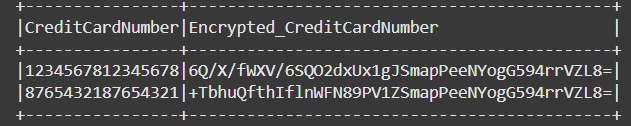 +----------------+--------------------------------------------+
|CreditCardNumber|Encrypted_CreditCardNumber                  |
+----------------+--------------------------------------------+
|1234567812345678|6Q/X/fWXV/6SQO2dxUx1gJSmapPeeNYogG594rrVZL8=|
|8765432187654321|+TbhuQfthIflnWFN89PV1ZSmapPeeNYogG594rrVZL8=|
+----------------+--------------------------------------------+